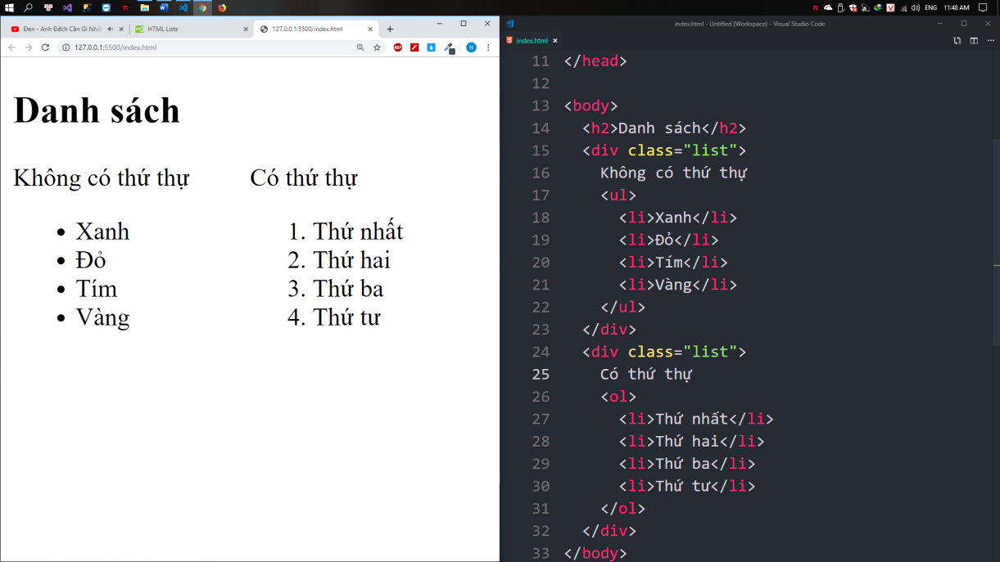 ENG 11:48 AM
Đen - Anh Đếch Cần Gì Nhiề
HTML Lists
127.0.0.1:5500/index.html
127.0.0.1:5500/index.html
ABP
N
Danh sách
Không có thứ thự
Xanh
Đỏ
Tím
Vàng
Có thứ thự
1. Thứ nhất
2. Thứ hai
3. Thứ ba
4. Thứ tư
index.html - Untitled (Workspace) - Visual Studio Code
index.html
11 </head>
12
13 <body>
14 <h2>Danh sách</h2>
15 <div class="list">
16 Không có thứ thự
17 <ul>
18 <li>Xanh</li>
19 <li>Đỏ</li>
20 <li>Tím</li>
21 <li>Vàng</li>
22 </ul>
23 </div>
24 <div class="list">
25 Có thứ thự
26 <ol>
27 <li>Thứ nhất</li>
28 <li>Thứ hai</li>
29 <li>Thứ ba</li>
30 <li>Thứ tư</li>
31 </ol>
32 </div>
33 </body>